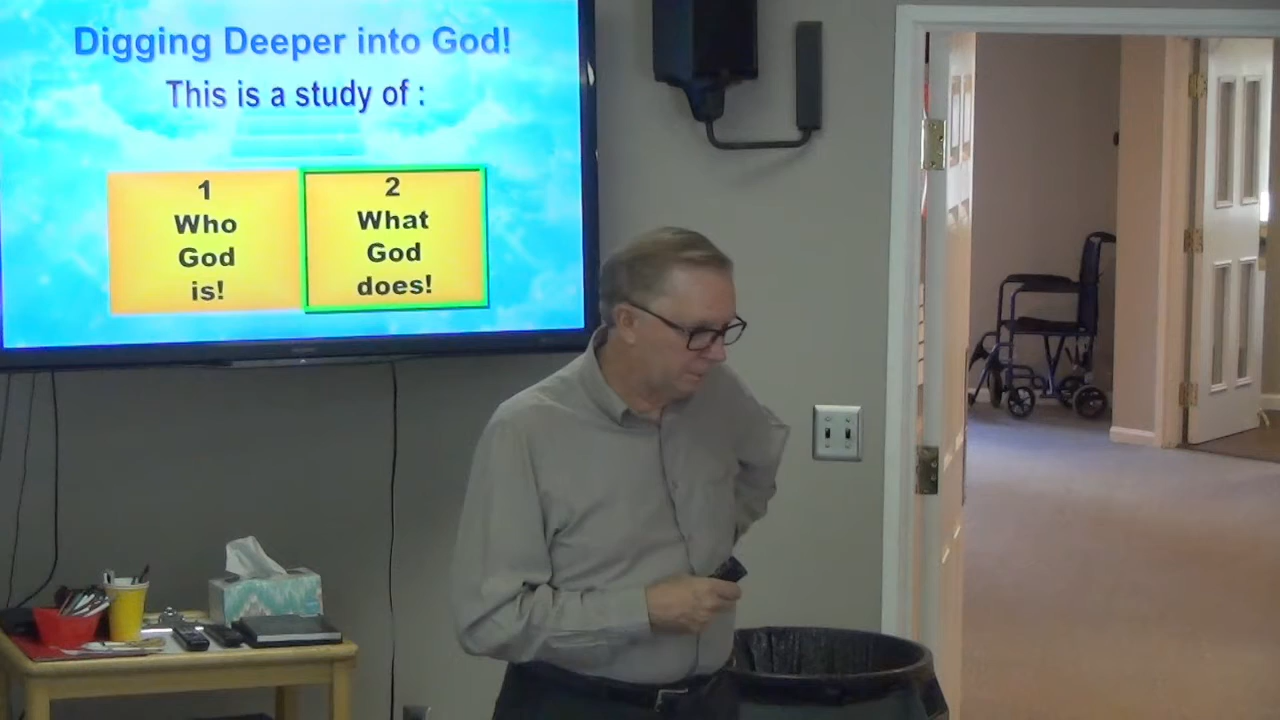 Digging Deeper into God!
This is a study of :
1
Who
God
is!
2
What
God
does!